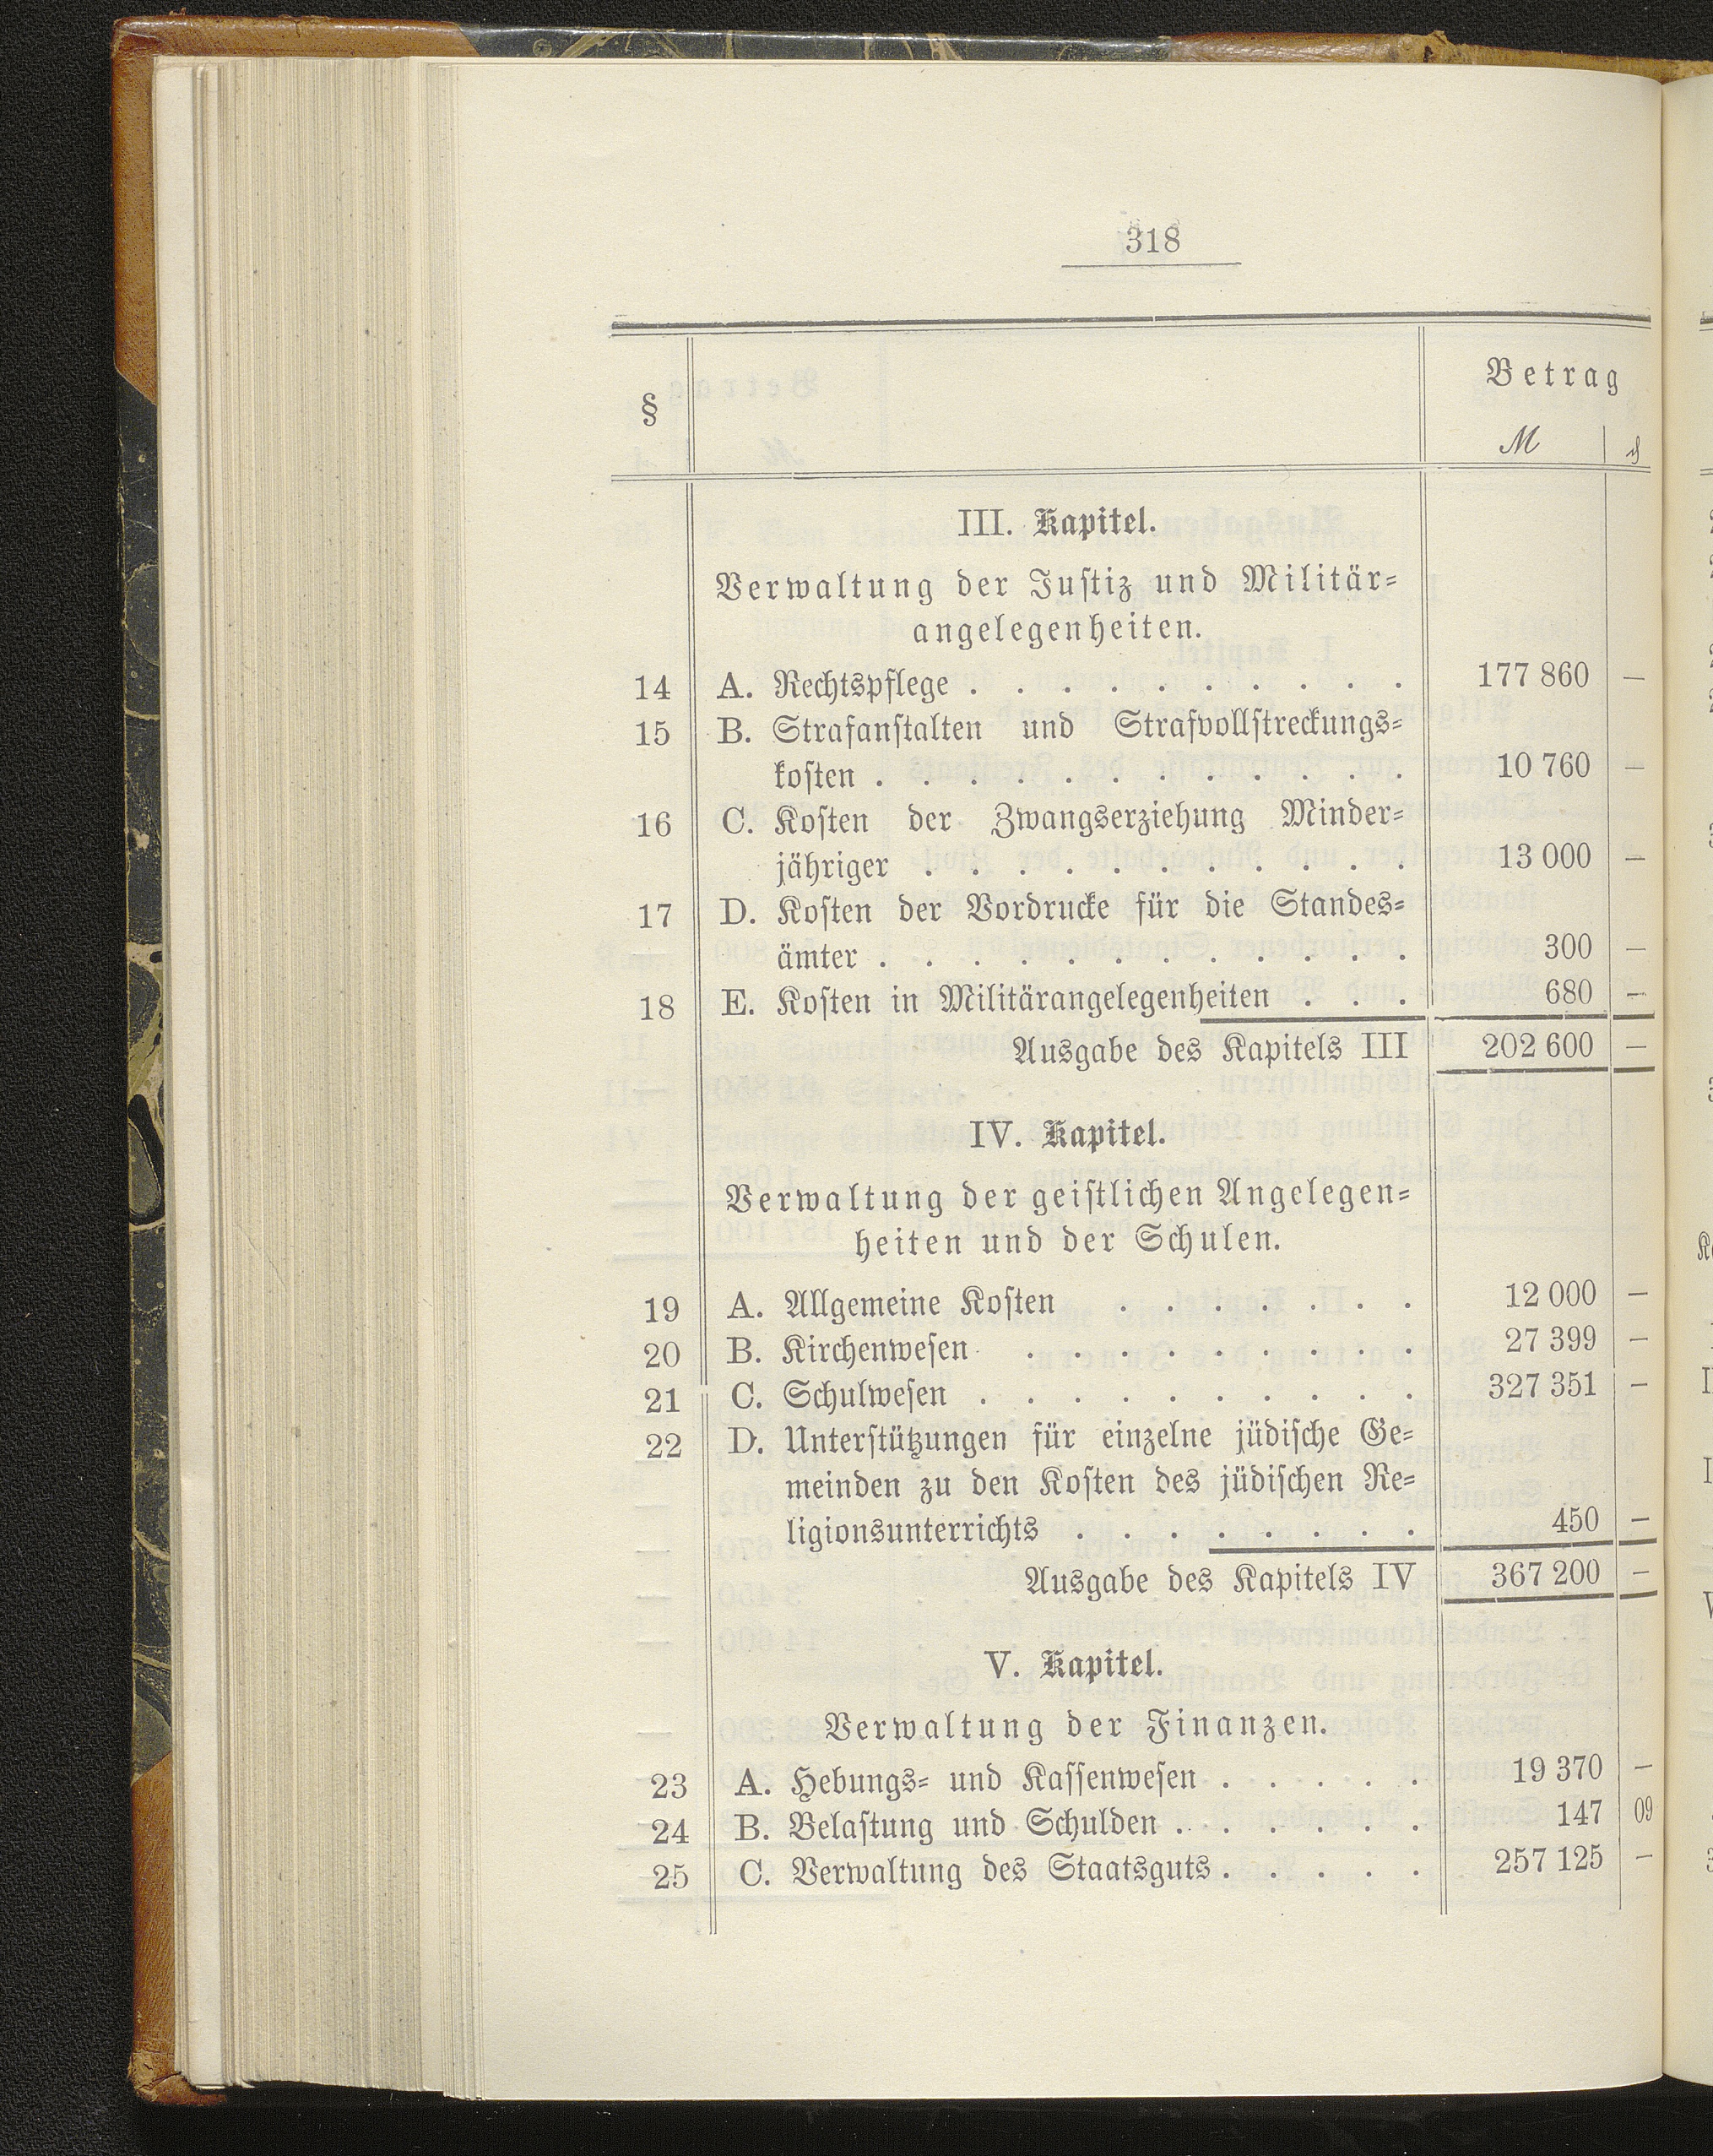 318
§ Betrag
ℳ ₰
III. Kapitel.
Verwaltung der Justiz und Militär-
angelegenheiten.
14 A. Rechtspflege . . . . . . . . . . 177 860 —
15 B. Strafanstalten und Strafvollstreckungs-
kosten . . . . . . . . . . . . 10 760 —
16 C. Kosten der Zwangserziehung Minder-
jähriger . . . . . . . . . . . 13 000 —
17 D. Kosten der Vordrucke für die Standes-
ämter . . . . . . . . . . . . 300 —
18 E. Kosten in Militärangelegenheiten . . . 680 —
Ausgabe des Kapitels III 202 600 —
IV. Kapitel.
Verwaltung der geistlichen Angelegen-
heiten und der Schulen.
19 A. Allgemeine Kosten . . . . . . . 12 000 —
20 B. Kirchenwesen . . . . . . . . . 27 399 —
21 C. Schulwesen . . . . . . . . . . 327 351 —
22 D. Unterstützungen für einzelne jüdische Ge-
meinden zu den Kosten des jüdischen Re-
ligionsunterrichts . . . . . . . . 450 —
Ausgabe des Kapitels IV 367 200 —
V. Kapitel.
Verwaltung der Finanzen.
23 A. Hebungs- und Kassenwesen . . . . . 19 370 —
24 B. Belastung und Schulden . . . . . . 147 09
25 C. Verwaltung des Staatsguts . . . . . 257 125 —